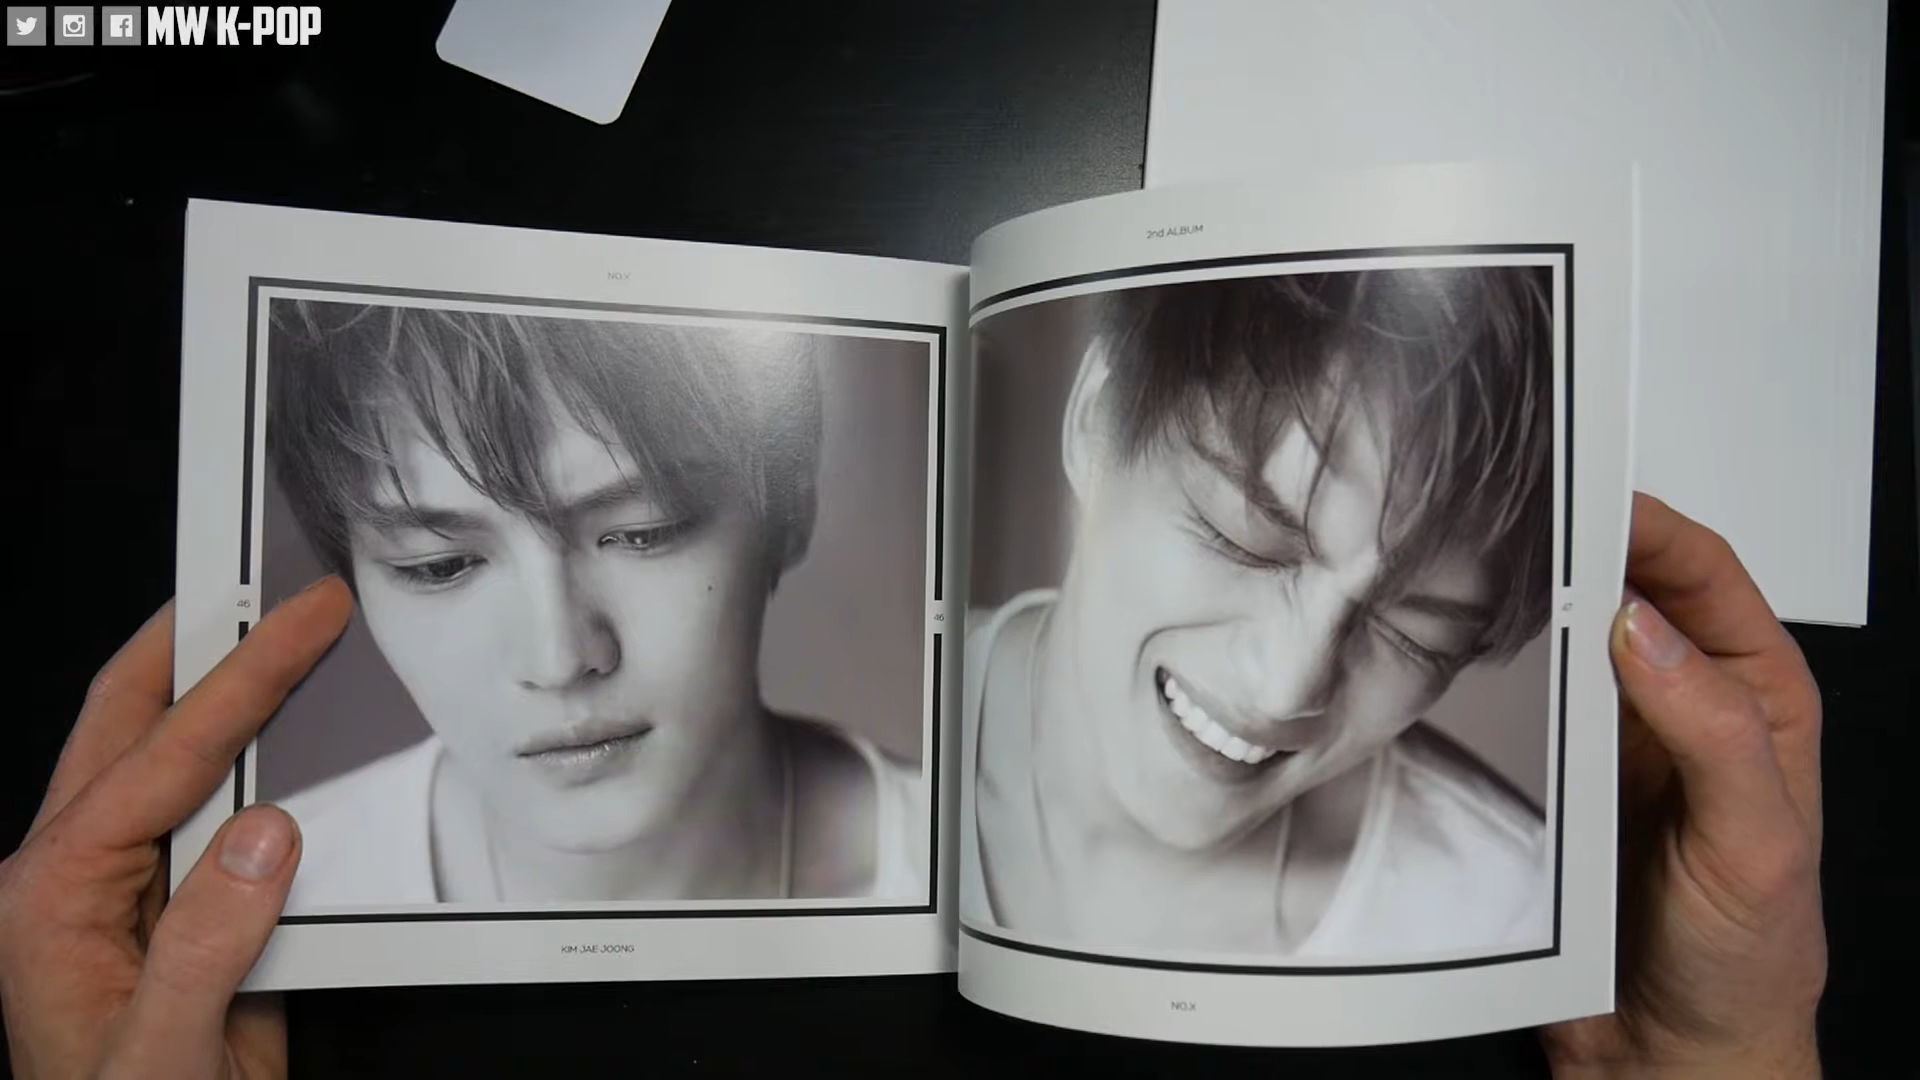 MW K-POP
NO.X
2nd ALBUM
46
46
47
KIM JAE JOONG
NO.X